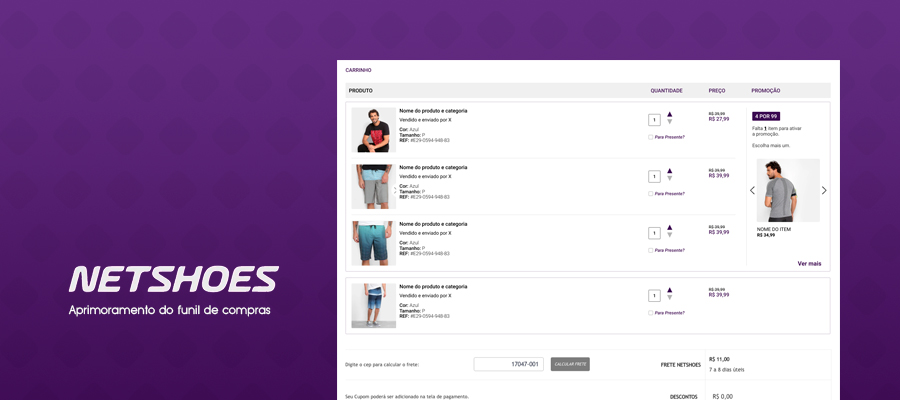 NETSHOES
Aprimoramento do funil de compras
CARRINHO
PRODUTO QUANTIDADE PREÇO PROMOÇÃO
Nome do produto e categoria
Vendido e enviado por X
Cor: Azul
Tamanho: P
REF: #E29-0594-948-83
1
Para Presente?
R$ 39,99
R$ 27,99
Nome do produto e categoria
Vendido e enviado por X
Cor: Azul
Tamanho: P
REF: #E29-0594-948-83
1
Para Presente?
R$ 39,99
R$ 39,99
Nome do produto e categoria
Vendido e enviado por X
Cor: Azul
Tamanho: P
REF: #E29-0594-948-83
1
Para Presente?
R$ 39,99
R$ 39,99
4 POR 99
Falta 1 item para ativar
a promoção.
Escolha mais um.
NOME DO ITEM
R$ 34,99
Ver mais
Nome do produto e categoria
Vendido e enviado por X
Cor: Azul
Tamanho: P
REF: #E29-0594-948-83
1
Para Presente?
R$ 39,99
R$ 39,99
Digite o cep para calcular o frete: 17047-001 CALCULAR FRETE FRETE NETSHOES
R$ 11,00
7 a 8 dias úteis
Seu Cupom poderá ser adicionado na tela de pagamento. DESCONTOS R$ 0,00